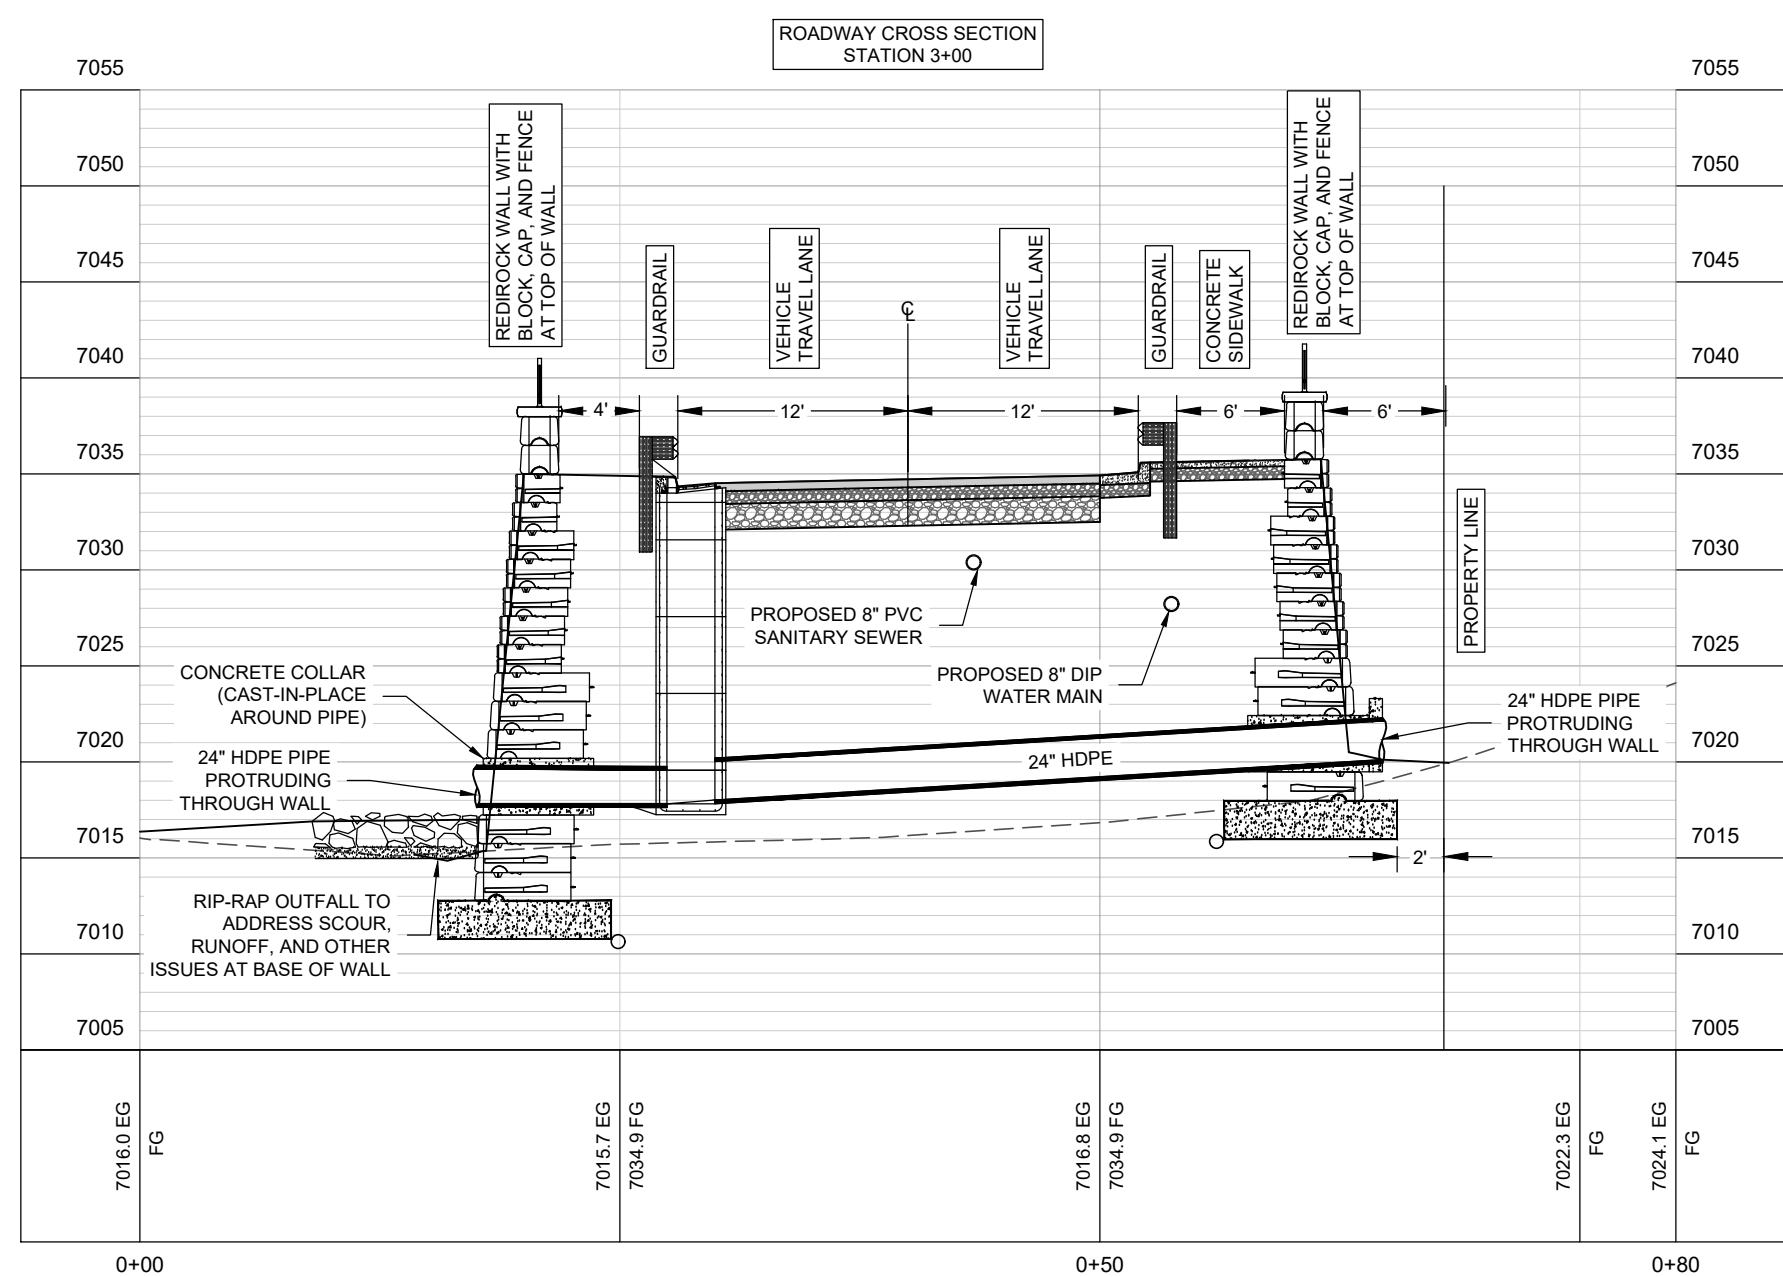 ROADWAY CROSS SECTION
STATION 3+00
7055
7055
7050
7050
7045
7045
7040
7040
7035
7035
7030
7030
7025
7025
7020
7020
7015
7015
7010
7010
7005
7005
REDIROCK WALL WITH
BLOCK, CAP, AND FENCE
AT TOP OF WALL
GUARDRAIL
VEHICLE
TRAVEL LANE
℄
VEHICLE
TRAVEL LANE
GUARDRAIL
CONCRETE
SIDEWALK
REDIROCK WALL WITH
BLOCK, CAP, AND FENCE
AT TOP OF WALL
4'
12'
12'
6'
6'
PROPERTY LINE
PROPOSED 8" PVC
SANITARY SEWER
PROPOSED 8" DIP
WATER MAIN
CONCRETE COLLAR
(CAST-IN-PLACE
AROUND PIPE)
24" HDPE PIPE
PROTRUDING
THROUGH WALL
24" HDPE
24" HDPE PIPE
PROTRUDING
THROUGH WALL
2'
RIP-RAP OUTFALL TO
ADDRESS SCOUR,
RUNOFF, AND OTHER
ISSUES AT BASE OF WALL
7016.0 EG
FG
7015.7 EG
7034.9 FG
7016.8 EG
7034.9 FG
7022.3 EG
FG
7024.1 EG
FG
0+00
0+50
0+80